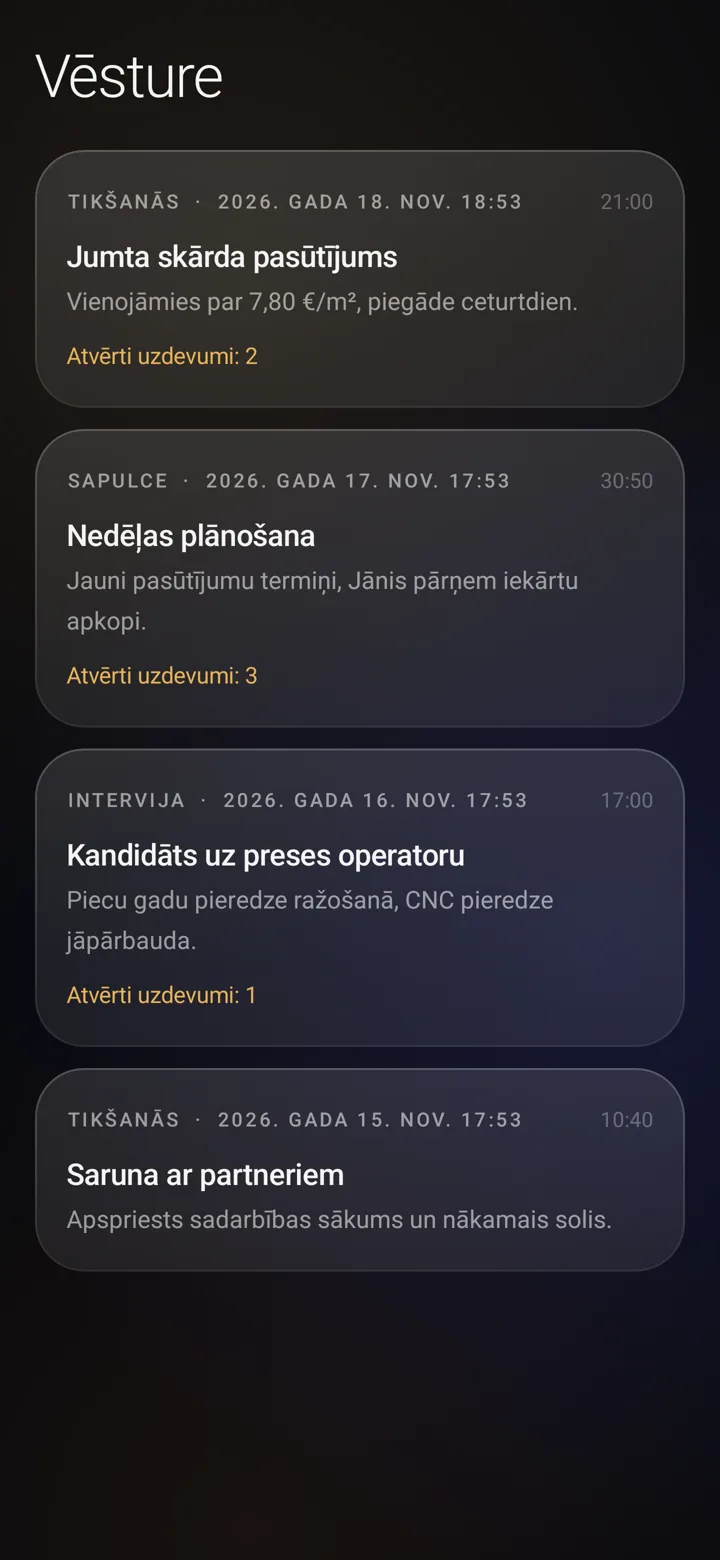 Vēsture
TIKŠANĀS · 2026. GADA 18. NOV. 18:53 21:00
Jumta skārda pasūtījums
Vienojāmies par 7,80 €/m², piegāde ceturtdien.
Atvērti uzdevumi: 2
SAPULCE · 2026. GADA 17. NOV. 17:53 30:50
Nedēļas plānošana
Jauni pasūtījumu termiņi, Jānis pārņem iekārtu
apkopi.
Atvērti uzdevumi: 3
INTERVIJA · 2026. GADA 16. NOV. 17:53 17:00
Kandidāts uz preses operatoru
Piecu gadu pieredze ražošanā, CNC pieredze
jāpārbauda.
Atvērti uzdevumi: 1
TIKŠANĀS · 2026. GADA 15. NOV. 17:53 10:40
Saruna ar partneriem
Apspriests sadarbības sākums un nākamais solis.